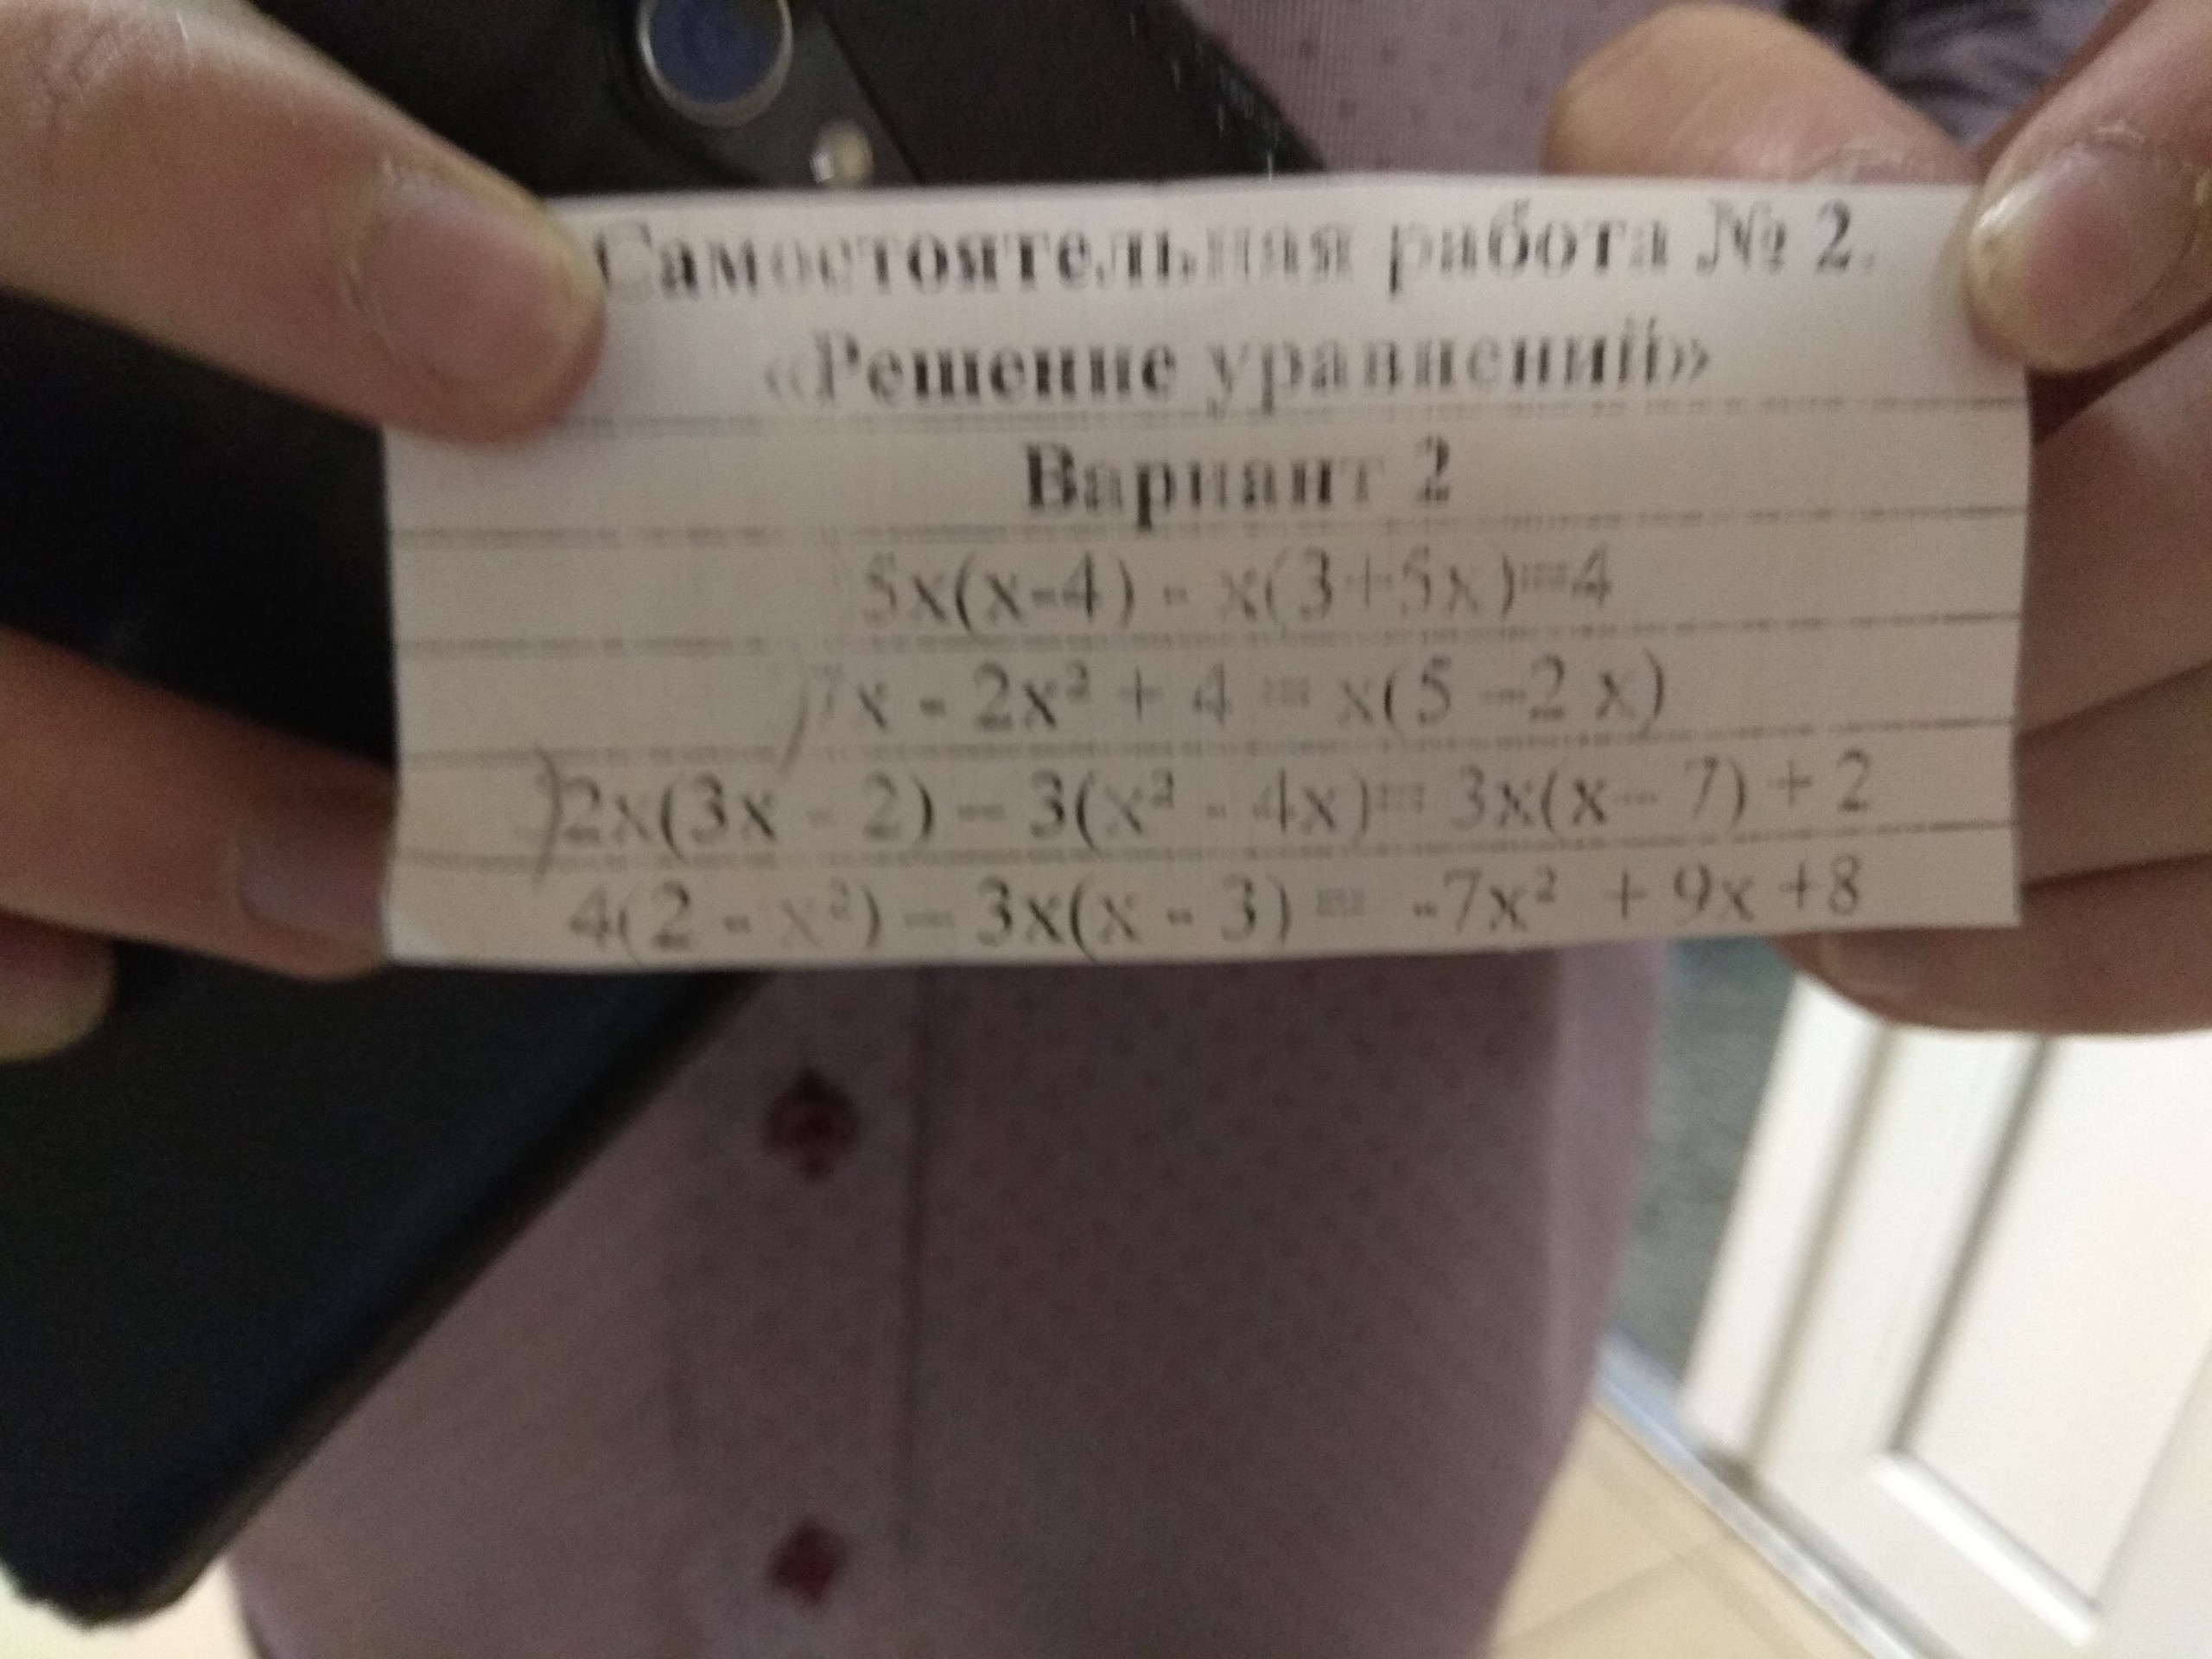 Самостоятельная работа № 2.
«Решение уравнений»
Вариант 2
5x(x-4) - x(3+5x)=4
7x - 2x² + 4 = x(5 –2 x)
2x(3x - 2) – 3(x² - 4x)= 3x(x– 7) + 2
4(2 - x²) – 3x(x - 3) = -7x² + 9x +8